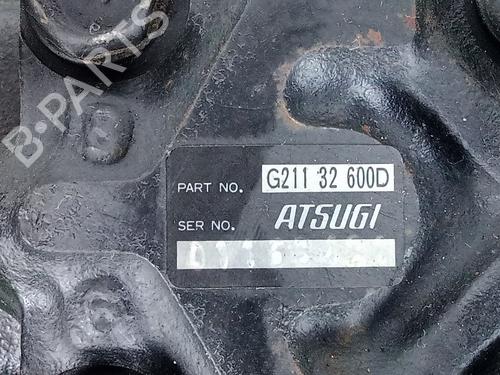 B-PARTS
PART NO. G211 32 600D
SER NO. ATSUGI